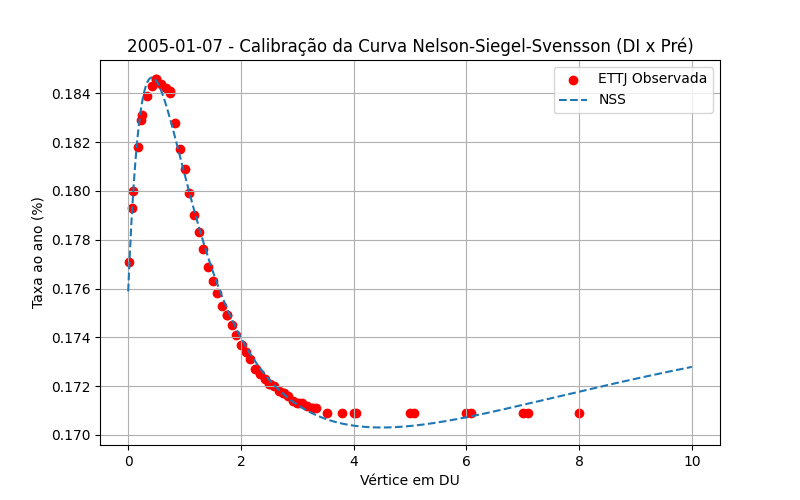 2005-01-07 - Calibração da Curva Nelson-Siegel-Svensson (DI x Pré)
ETTJ Observada
NSS
Taxa ao ano (%)
0.184
0.182
0.180
0.178
0.176
0.174
0.172
0.170
0 2 4 6 8 10
Vértice em DU